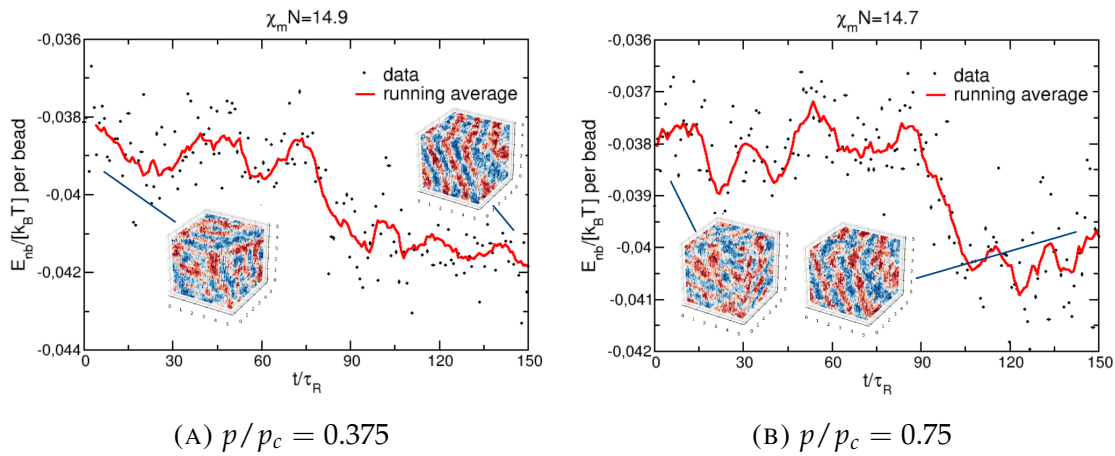 χmN=14.9
-0,036
-0,038
-0,04
-0,042
-0,044
Enb/[kBT] per bead
data
running average
0 30 60 90 120 150
t/τR
(A) p/pc = 0.375
χmN=14.7
-0,036
-0,037
-0,038
-0,039
-0,04
-0,041
-0,042
Enb/[kBT] per bead
data
running average
0 30 60 90 120 150
t/τR
(B) p/pc = 0.75